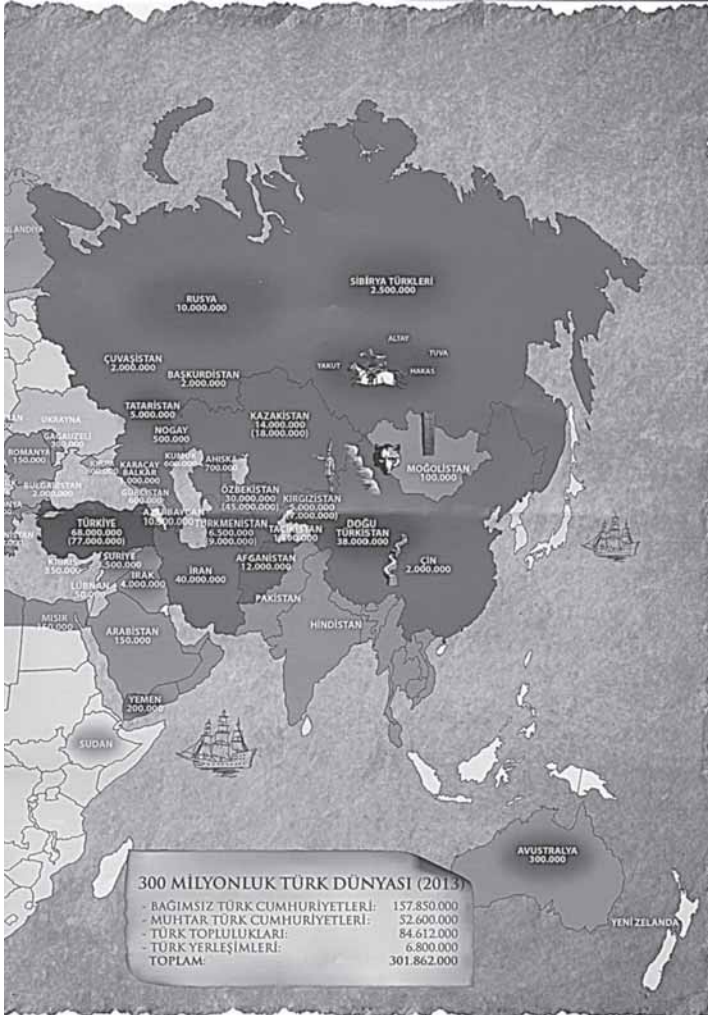 RUSYA
10.000.000
SİBİRYA TÜRKLERİ
2.500.000
ALTAY
TUVA
YAKUT
HAKAS
ÇUVAŞİSTAN
2.000.000
BAŞKURDİSTAN
2.000.000
TATARİSTAN
5.000.000
KAZAKİSTAN
14.000.000
(18.000.000)
NOGAY
500.000
UKRAYNA
GAGAUZELİ
ROMANYA
150.000
KUMUK
AHISKA
700.000
KARAÇAY
BALKAR
MOĞOLİSTAN
100.000
BULGARİSTAN
2.000.000
GÜRCİSTAN
600.000
ÖZBEKİSTAN
30.000.000
(45.000.000)
KIRGIZİSTAN
5.000.000
AZERBAYCAN
TÜRKİYE
68.000.000
(77.000.000)
TÜRKMENİSTAN
6.500.000
(9.000.000)
TACİKİSTAN
DOĞU
TÜRKİSTAN
38.000.000
KIBRIS
SURİYE
IRAK
4.000.000
LÜBNAN
İRAN
40.000.000
AFGANİSTAN
12.000.000
ÇİN
2.000.000
PAKİSTAN
HİNDİSTAN
MISIR
ARABİSTAN
150.000
YEMEN
200.000
SUDAN
AVUSTRALYA
300.000
YENİ ZELANDA
300 MİLYONLUK TÜRK DÜNYASI (2013)
- BAĞIMSIZ TÜRK CUMHURİYETLERİ: 157.850.000
- MUHTAR TÜRK CUMHURİYETLERİ: 52.600.000
- TÜRK TOPLULUKLARI: 84.612.000
- TÜRK YERLEŞİMLERİ: 6.800.000
TOPLAM: 301.862.000